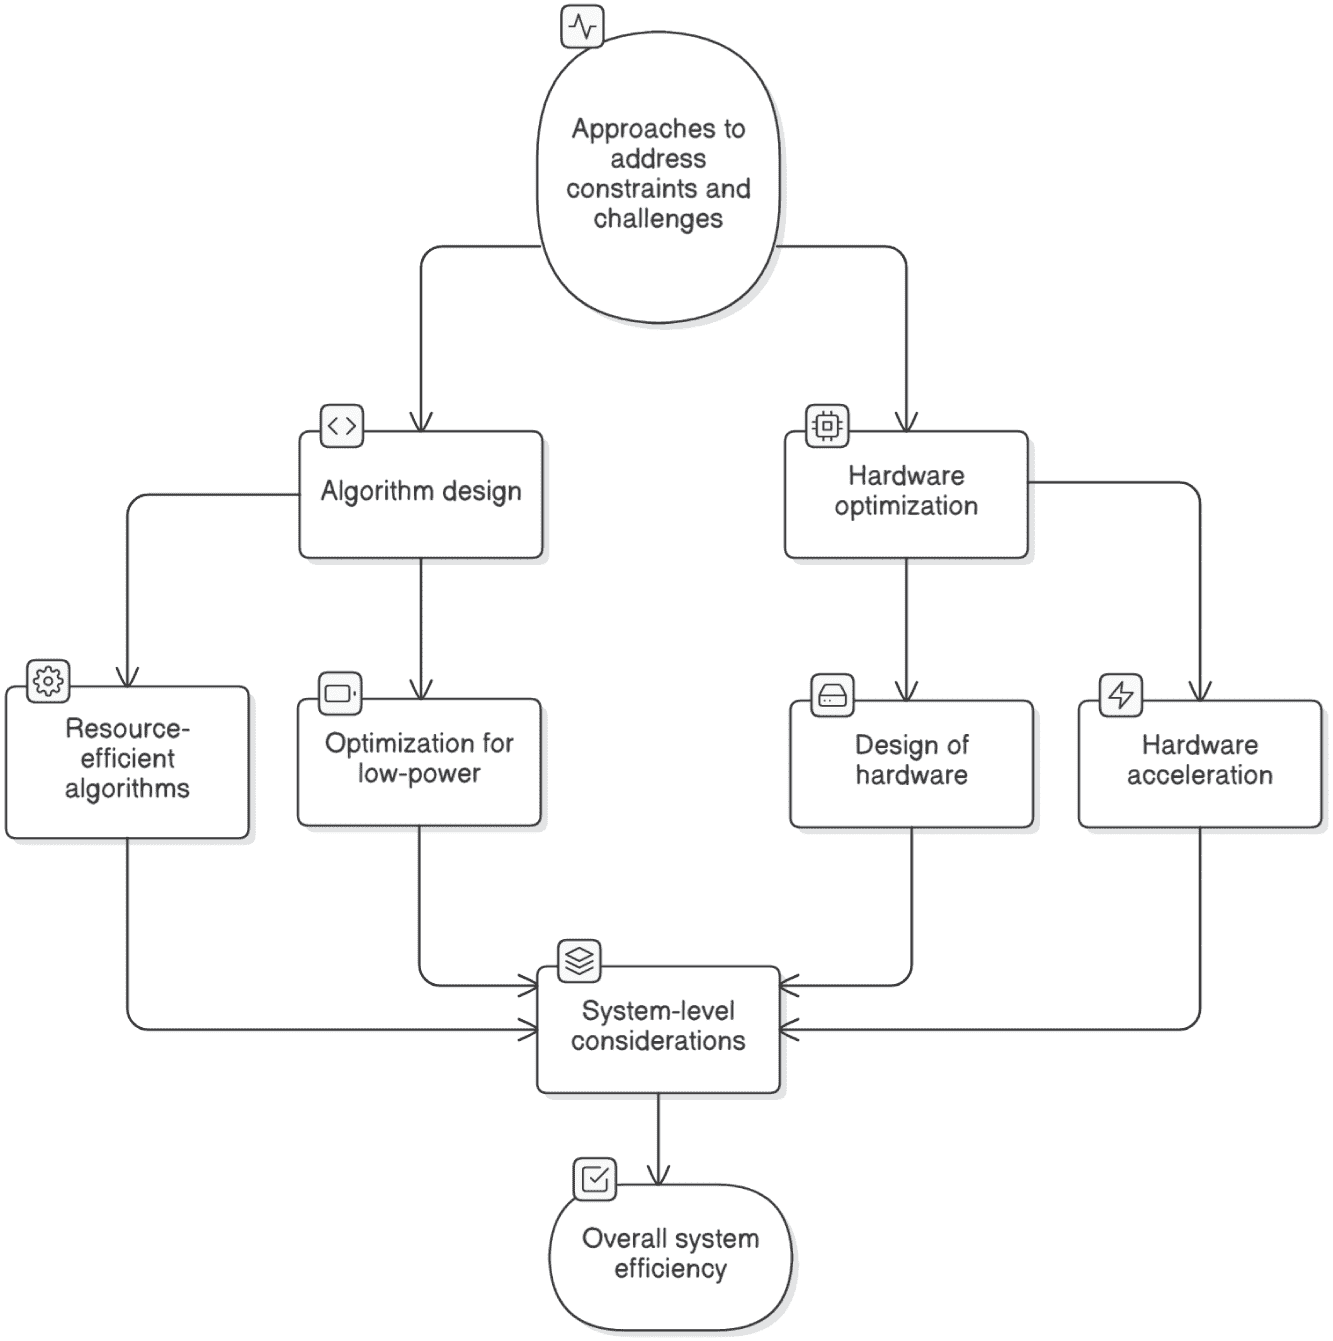 Approaches to
address
constraints and
challenges
Algorithm design
Hardware
optimization
Resource-
efficient
algorithms
Optimization for
low-power
Design of
hardware
Hardware
acceleration
System-level
considerations
Overall system
efficiency